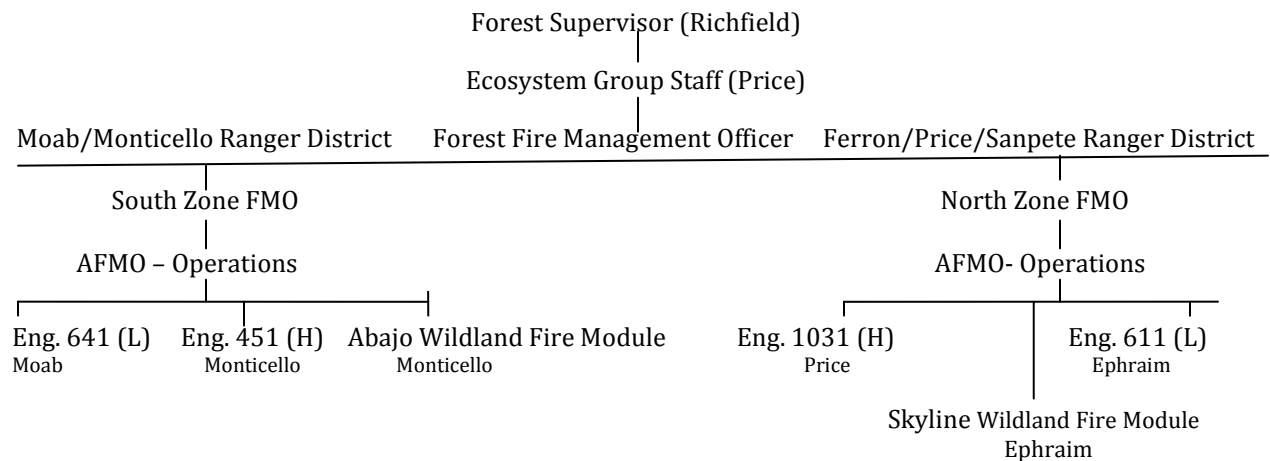 Forest Supervisor (Richfield)
Ecosystem Group Staff (Price)
Moab/Monticello Ranger District Forest Fire Management Officer Ferron/Price/Sanpete Ranger District
South Zone FMO North Zone FMO
AFMO – Operations AFMO- Operations
Eng. 641 (L) Eng. 451 (H) Abajo Wildland Fire Module Eng. 1031 (H) Eng. 611 (L)
Moab Monticello Monticello Price Ephraim
Skyline Wildland Fire Module
Ephraim